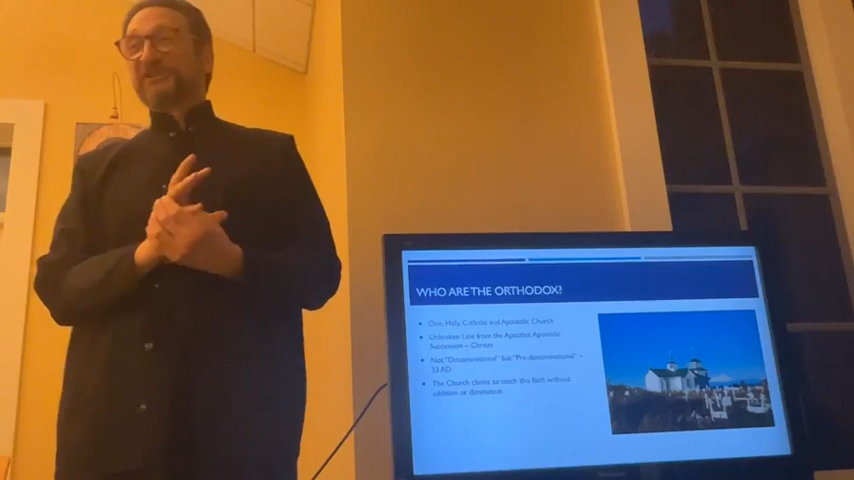 WHO ARE THE ORTHODOX?
• One, Holy, Catholic and Apostolic Church
• Unbroken Line from the Apostles: Apostolic
Succession – Chrism
• Not "Denominational" but "Pre-denominational" –
33 AD
• The Church claims to teach this Faith without
addition or diminution